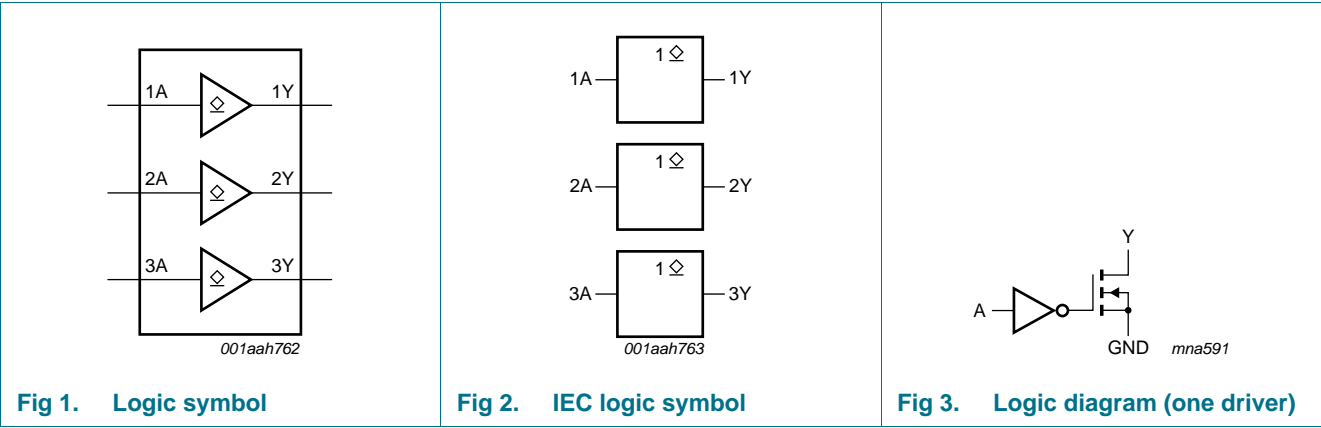 1A 1Y
2A 2Y
3A 3Y
001aah762
Fig 1. Logic symbol
1
1A 1Y
1
2A 2Y
1
3A 3Y
001aah763
Fig 2. IEC logic symbol
Y
A
GND mna591
Fig 3. Logic diagram (one driver)